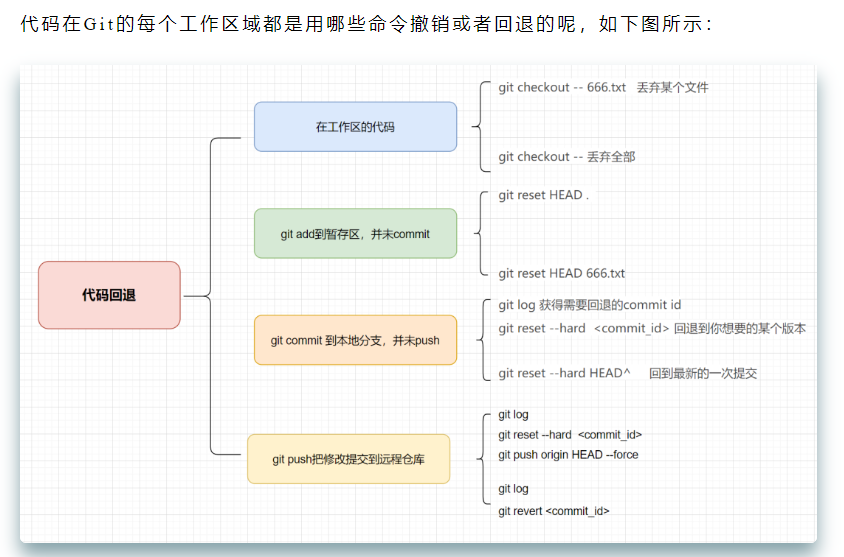 代码在Git的每个工作区域都是用哪些命令撤销或者回退的呢，如下图所示：
代码回退
在工作区的代码
git checkout -- 666.txt 丢弃某个文件
git checkout -- 丢弃全部
git add到暂存区，并未commit
git reset HEAD .
git reset HEAD 666.txt
git commit 到本地分支，并未push
git log 获得需要回退的commit id
git reset --hard <commit_id> 回退到你想要的某个版本
git reset --hard HEAD^ 回到最新的一次提交
git push把修改提交到远程仓库
git log
git reset --hard <commit_id>
git push origin HEAD --force
git log
git revert <commit_id>